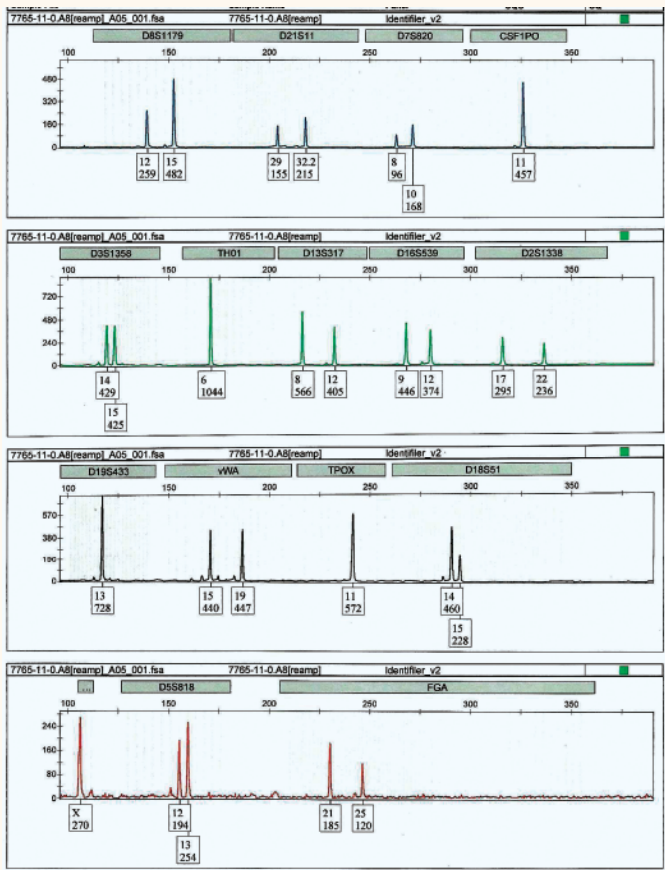 7765-11-0.A8[reamp]_A05_001.fsa 7765-11-0.A8[reamp] Identifiler_v2
D8S1179 D21S11 D7S820 CSF1PO
100 150 200 250 300 350
480
320
160
0
12 15 29 32.2 8 11
259 482 155 215 96 457
10
168
7765-11-0.A8[reamp]_A05_001.fsa 7765-11-0.A8[reamp] Identifiler_v2
D3S1358 TH01 D13S317 D16S539 D2S1338
100 150 200 250 300 350
720
480
240
0
14 6 8 12 9 12 17 22
429 1044 566 405 446 374 295 236
15
425
7765-11-0.A8[reamp]_A05_001.fsa 7765-11-0.A8[reamp] Identifiler_v2
D19S433 vWA TPOX D18S51
100 150 200 250 300 350
570
380
190
0
13 15 19 11 14
728 440 447 572 460
15
228
7765-11-0.A8[reamp]_A05_001.fsa 7765-11-0.A8[reamp] Identifiler_v2
... D5S818 FGA
100 150 200 250 300 350
240
160
80
0
X 12 21 25
270 194 185 120
13
254